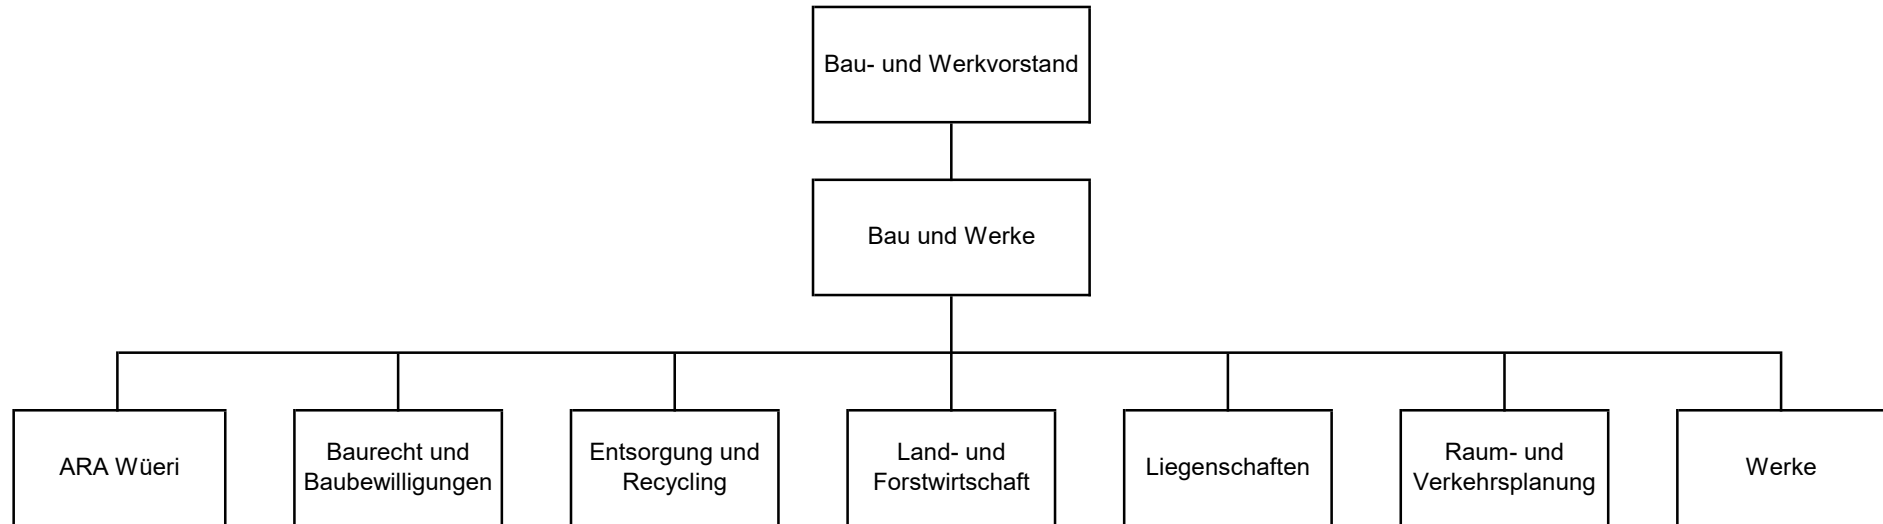 Bau- und Werkvorstand
Bau und Werke
ARA Wüeri
Baurecht und
Baubewilligungen
Entsorgung und
Recycling
Land- und
Forstwirtschaft
Liegenschaften
Raum- und
Verkehrsplanung
Werke